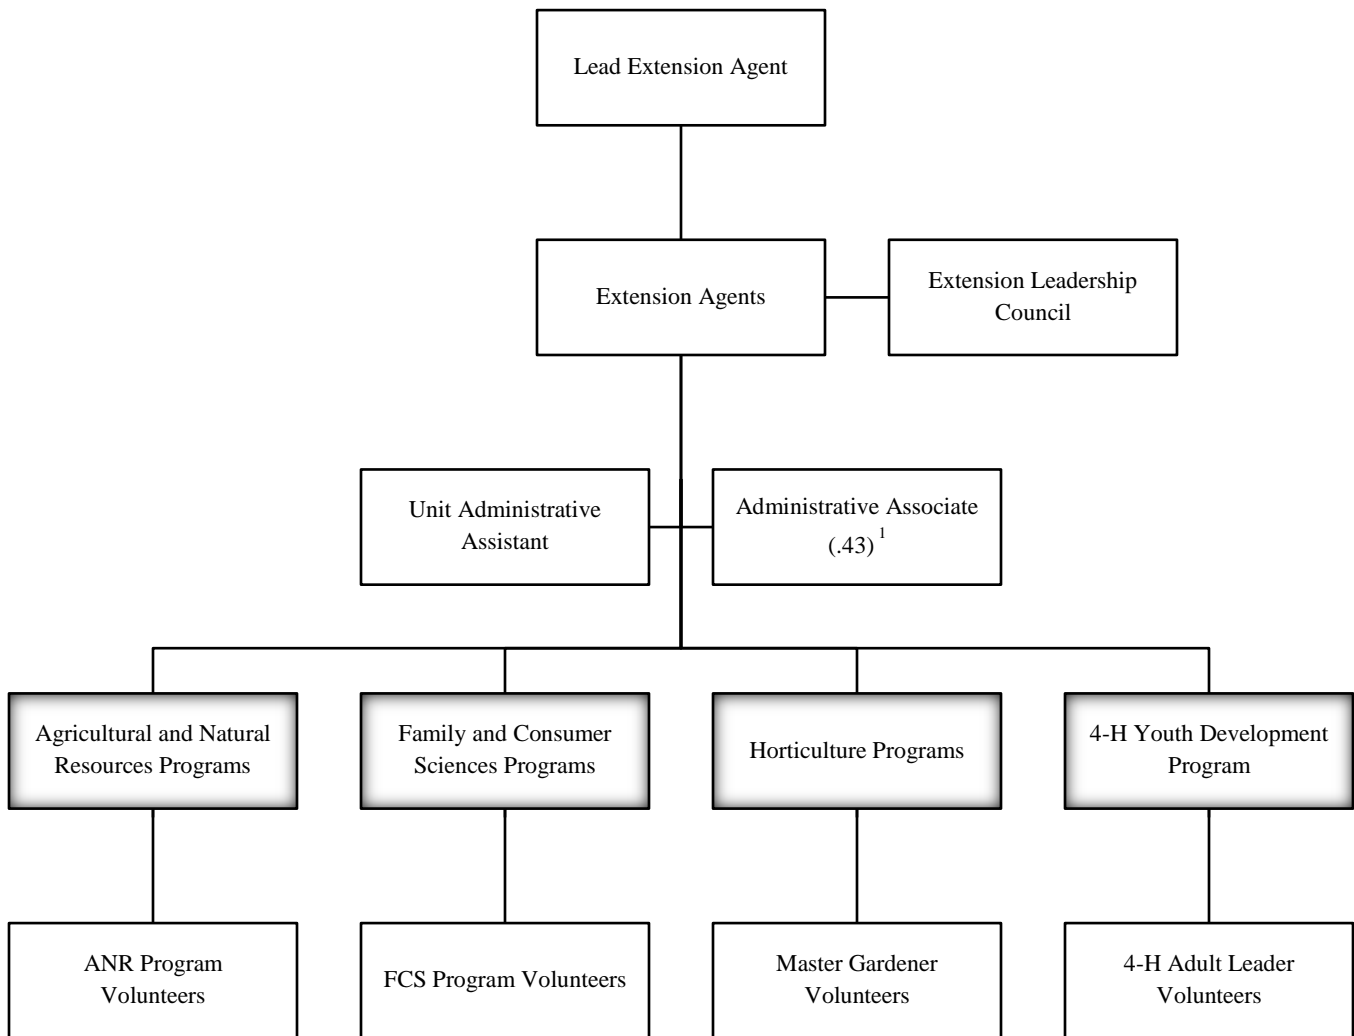 Lead Extension Agent
Extension Agents
Extension Leadership
Council
Unit Administrative
Assistant
Administrative Associate
(.43) 1
Agricultural and Natural
Resources Programs
Family and Consumer
Sciences Programs
Horticulture Programs
4-H Youth Development
Program
ANR Program
Volunteers
FCS Program Volunteers
Master Gardener
Volunteers
4-H Adult Leader
Volunteers